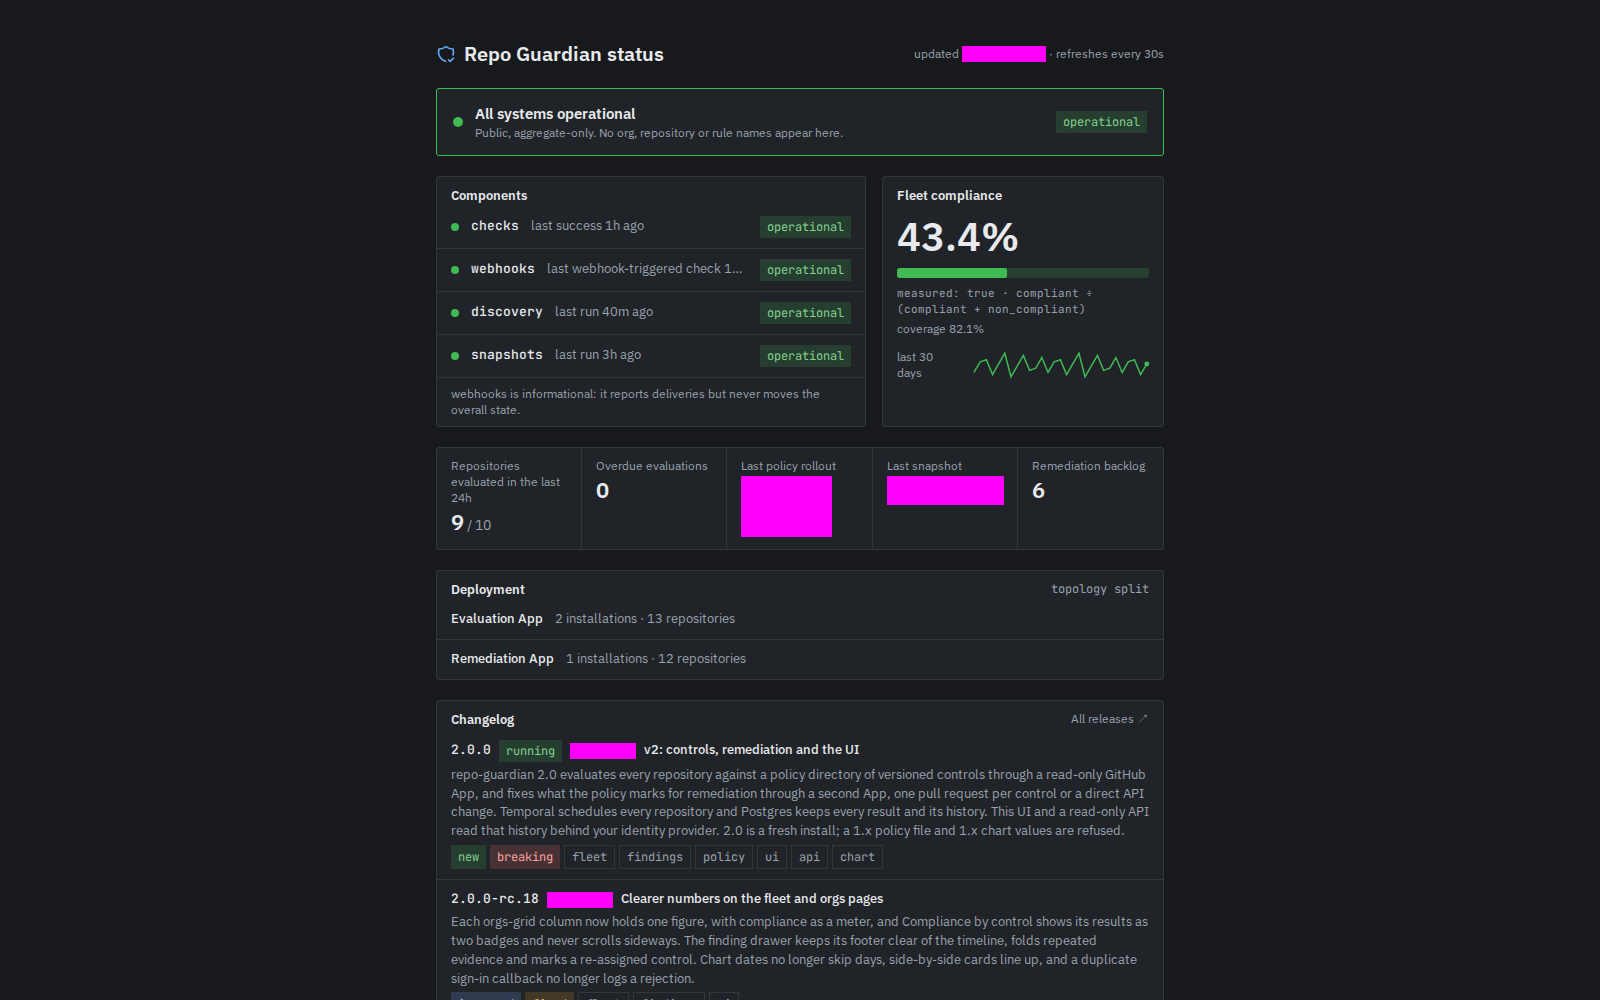 Repo Guardian status
updated · refreshes every 30s
All systems operational
Public, aggregate-only. No org, repository or rule names appear here.
operational
Components
checks last success 1h ago operational
webhooks last webhook-triggered check 1... operational
discovery last run 40m ago operational
snapshots last run 3h ago operational
webhooks is informational: it reports deliveries but never moves the
overall state.
Fleet compliance
43.4%
measured: true · compliant ÷
(compliant + non_compliant)
coverage 82.1%
last 30
days
Repositories
evaluated in the last
24h
9 / 10
Overdue evaluations
0
Last policy rollout
Last snapshot
Remediation backlog
6
Deployment
topology split
Evaluation App 2 installations · 13 repositories
Remediation App 1 installations · 12 repositories
Changelog
All releases ↗
2.0.0 running v2: controls, remediation and the UI
repo-guardian 2.0 evaluates every repository against a policy directory of versioned controls through a read-only GitHub
App, and fixes what the policy marks for remediation through a second App, one pull request per control or a direct API
change. Temporal schedules every repository and Postgres keeps every result and its history. This UI and a read-only API
read that history behind your identity provider. 2.0 is a fresh install; a 1.x policy file and 1.x chart values are refused.
new breaking fleet findings policy ui api chart
2.0.0-rc.18 Clearer numbers on the fleet and orgs pages
Each orgs-grid column now holds one figure, with compliance as a meter, and Compliance by control shows its results as
two badges and never scrolls sideways. The finding drawer keeps its footer clear of the timeline, folds repeated
evidence and marks a re-assigned control. Chart dates no longer skip days, side-by-side cards line up, and a duplicate
sign-in callback no longer logs a rejection.